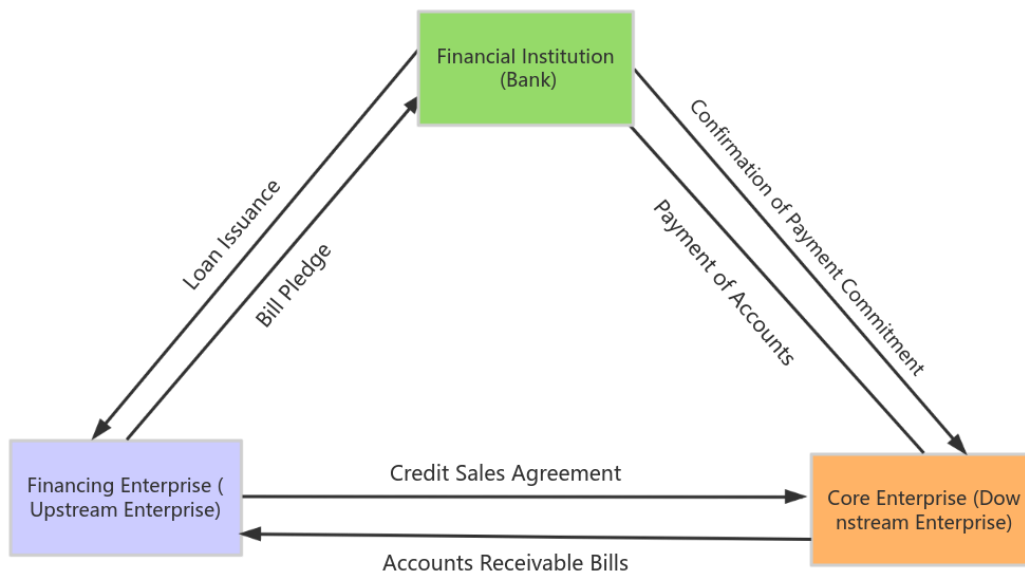 Financial Institution
(Bank)
Loan Issuance
Bill Pledge
Confirmation of Payment Commitment
Payment of Accounts
Financing Enterprise (
Upstream Enterprise)
Credit Sales Agreement
Accounts Receivable Bills
Core Enterprise (Dow
nstream Enterprise)